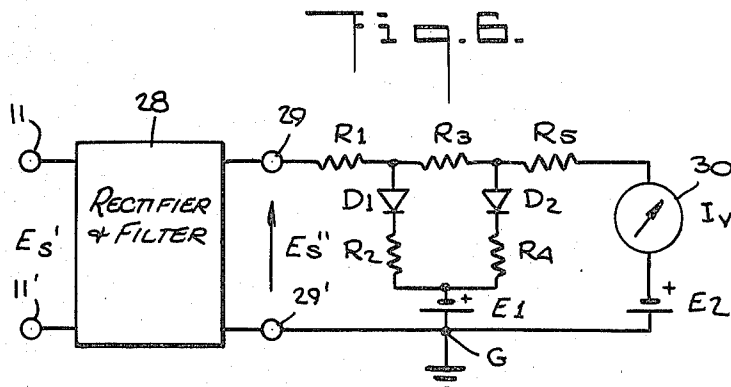 Fig.6.
11
28
29
R1
R3
R5
30
RECTIFIER
& FILTER
D1
D2
Iv
Es'
Es"
R2
R4
+
E1
+
E2
11'
29'
G